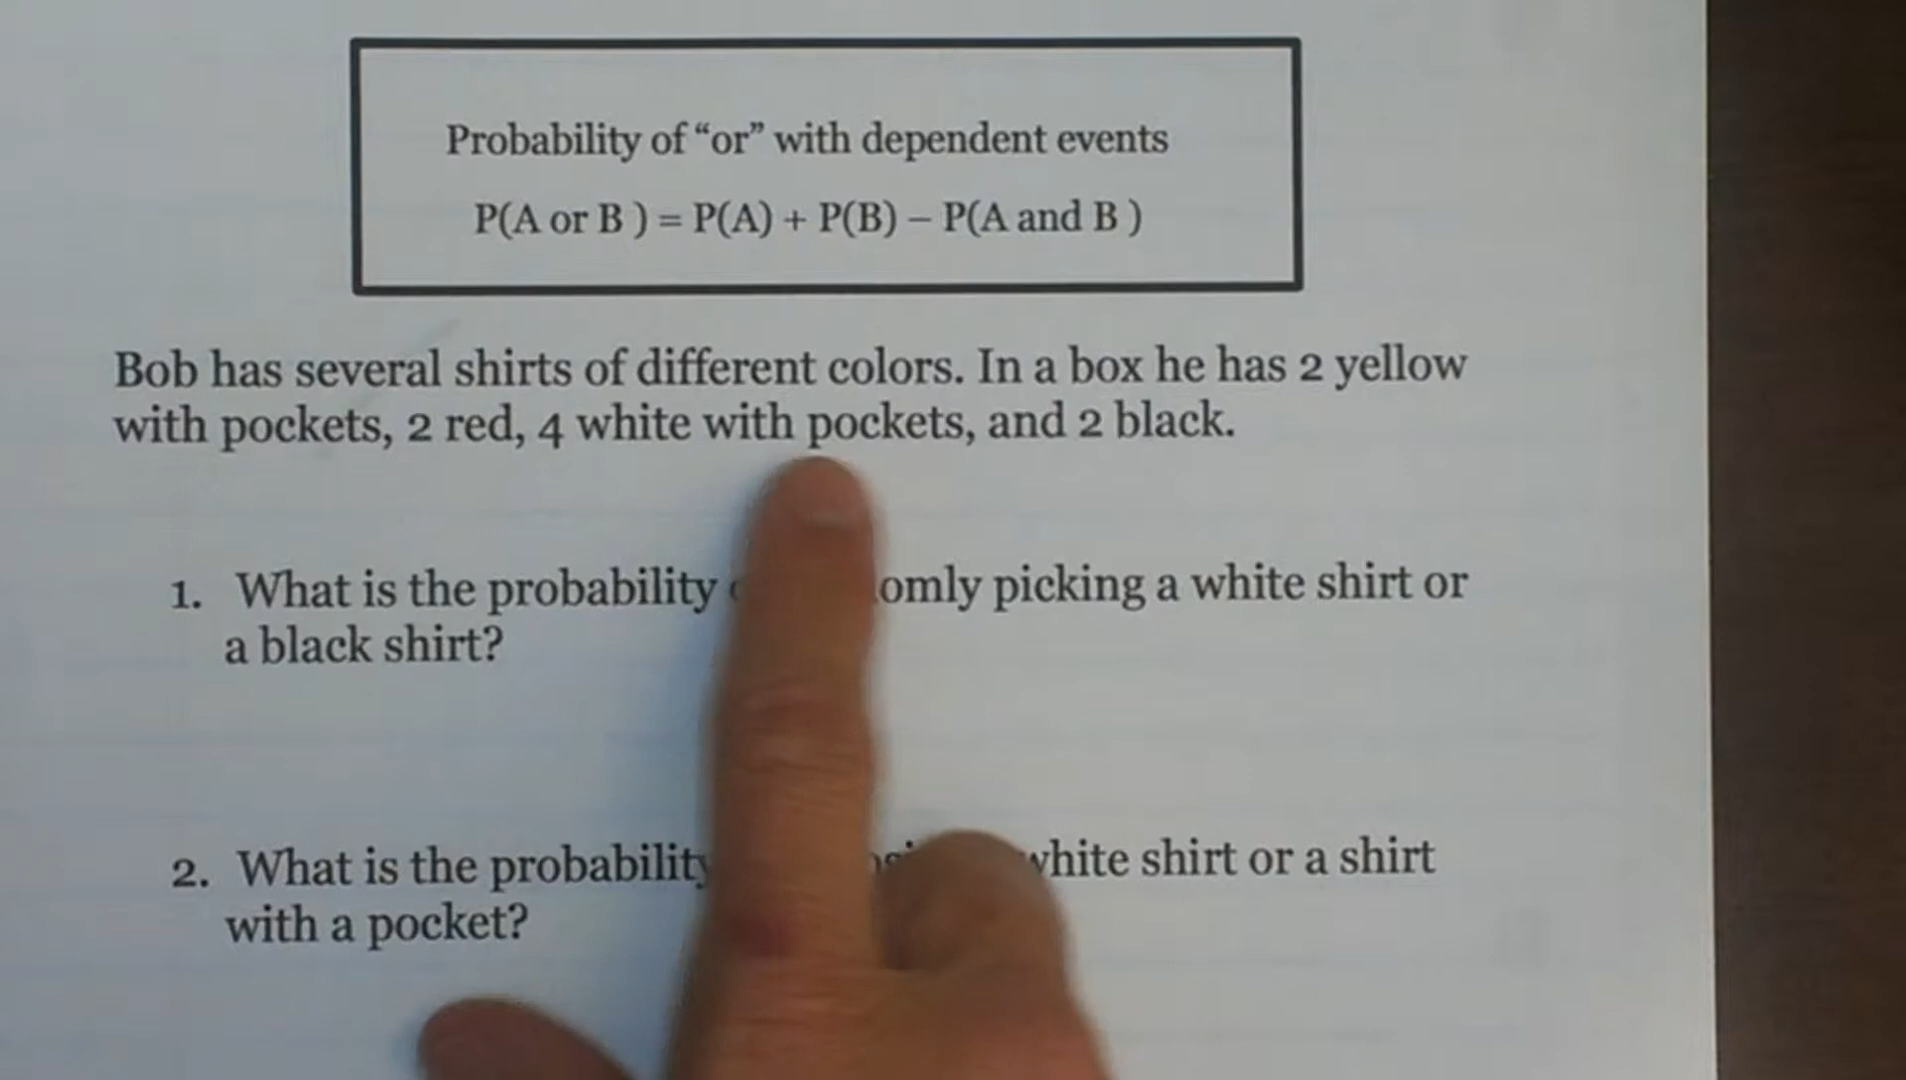 Probability of “or” with dependent events
P(A or B ) = P(A) + P(B) – P(A and B )
Bob has several shirts of different colors. In a box he has 2 yellow
with pockets, 2 red, 4 white with pockets, and 2 black.
1. What is the probability omly picking a white shirt or
a black shirt?
2. What is the probability white shirt or a shirt
with a pocket?